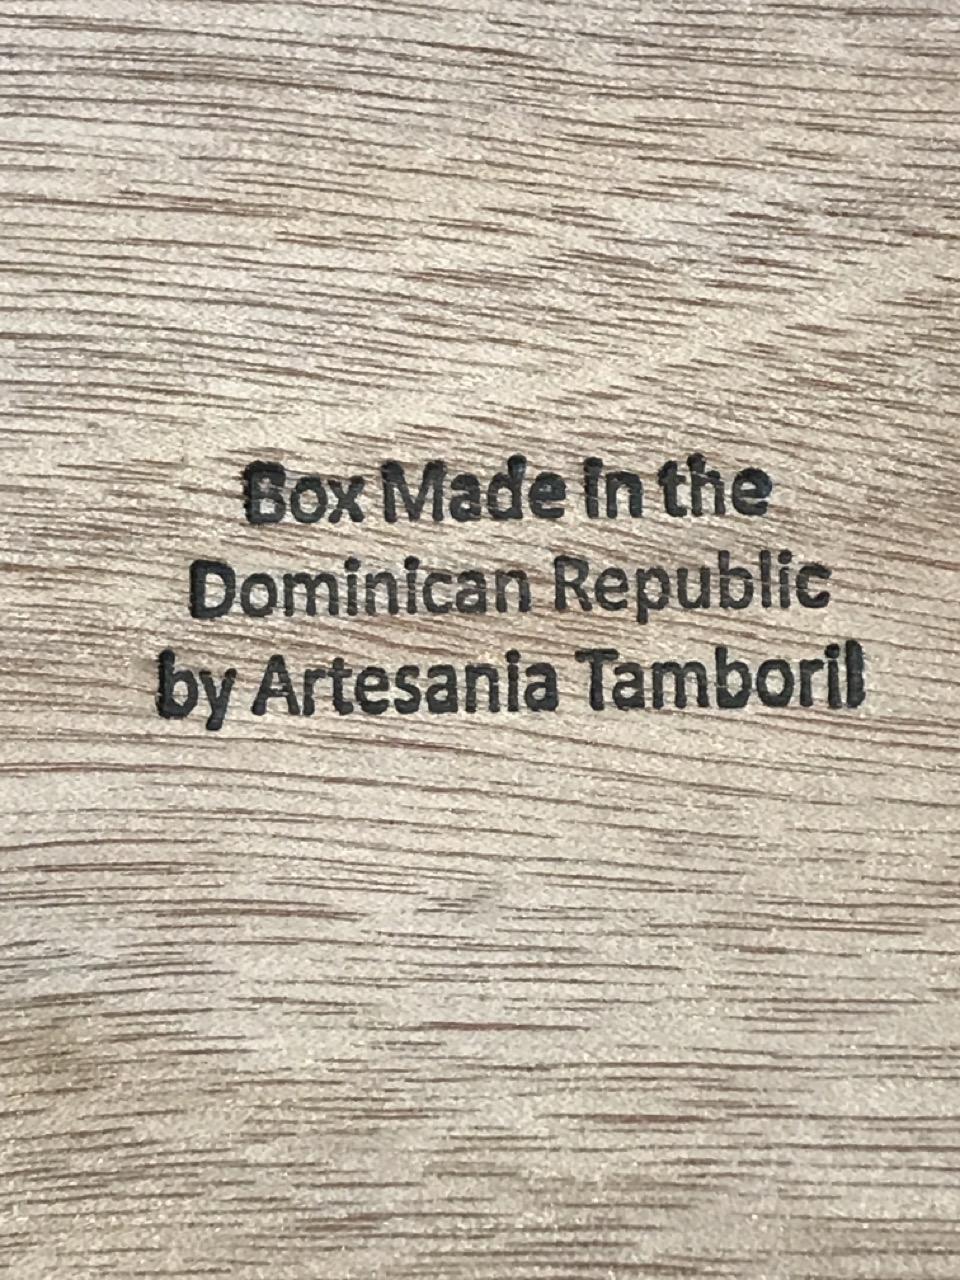 Box Made in the
Dominican Republic
by Artesania Tamboril